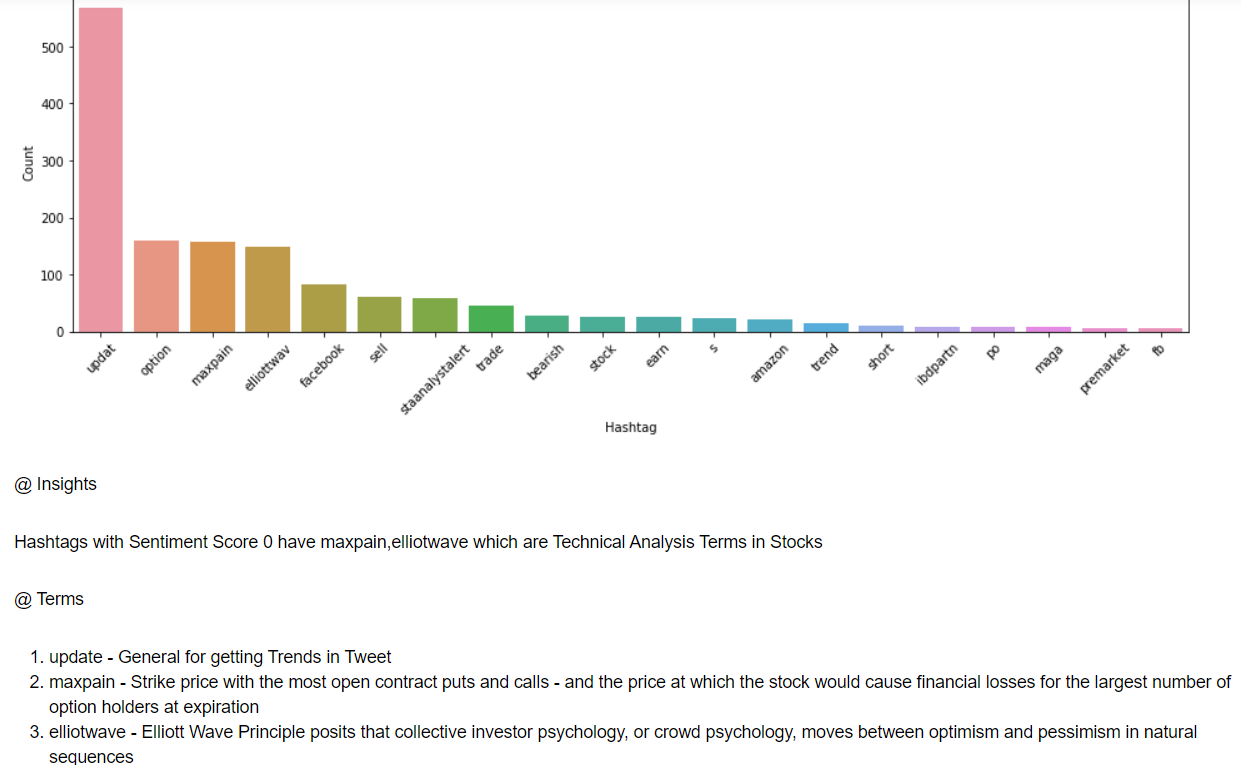 500
400
300
200
100
0
Count
updat
option
maxpain
elliottwav
facebook
sell
staanalystalert
trade
bearish
stock
earn
s
amazon
trend
short
ibdpartn
po
maga
premarket
fb
Hashtag
@ Insights
Hashtags with Sentiment Score 0 have maxpain,elliotwave which are Technical Analysis Terms in Stocks
@ Terms
1. update - General for getting Trends in Tweet
2. maxpain - Strike price with the most open contract puts and calls - and the price at which the stock would cause financial losses for the largest number of
option holders at expiration
3. elliotwave - Elliott Wave Principle posits that collective investor psychology, or crowd psychology, moves between optimism and pessimism in natural
sequences